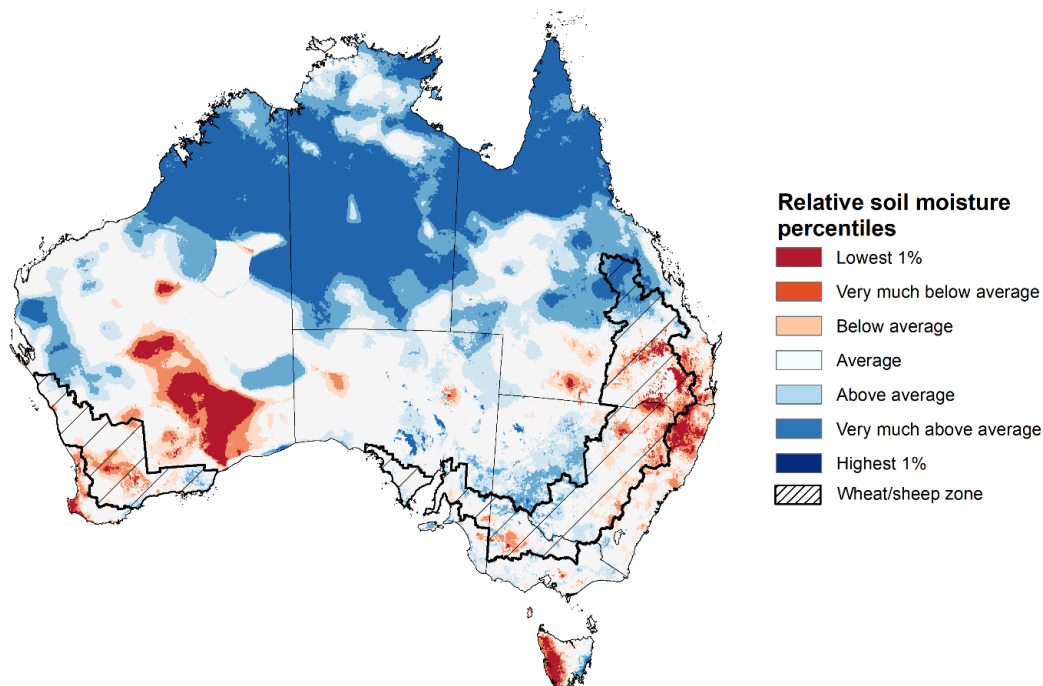 Relative soil moisture
percentiles
Lowest 1%
Very much below average
Below average
Average
Above average
Very much above average
Highest 1%
Wheat/sheep zone